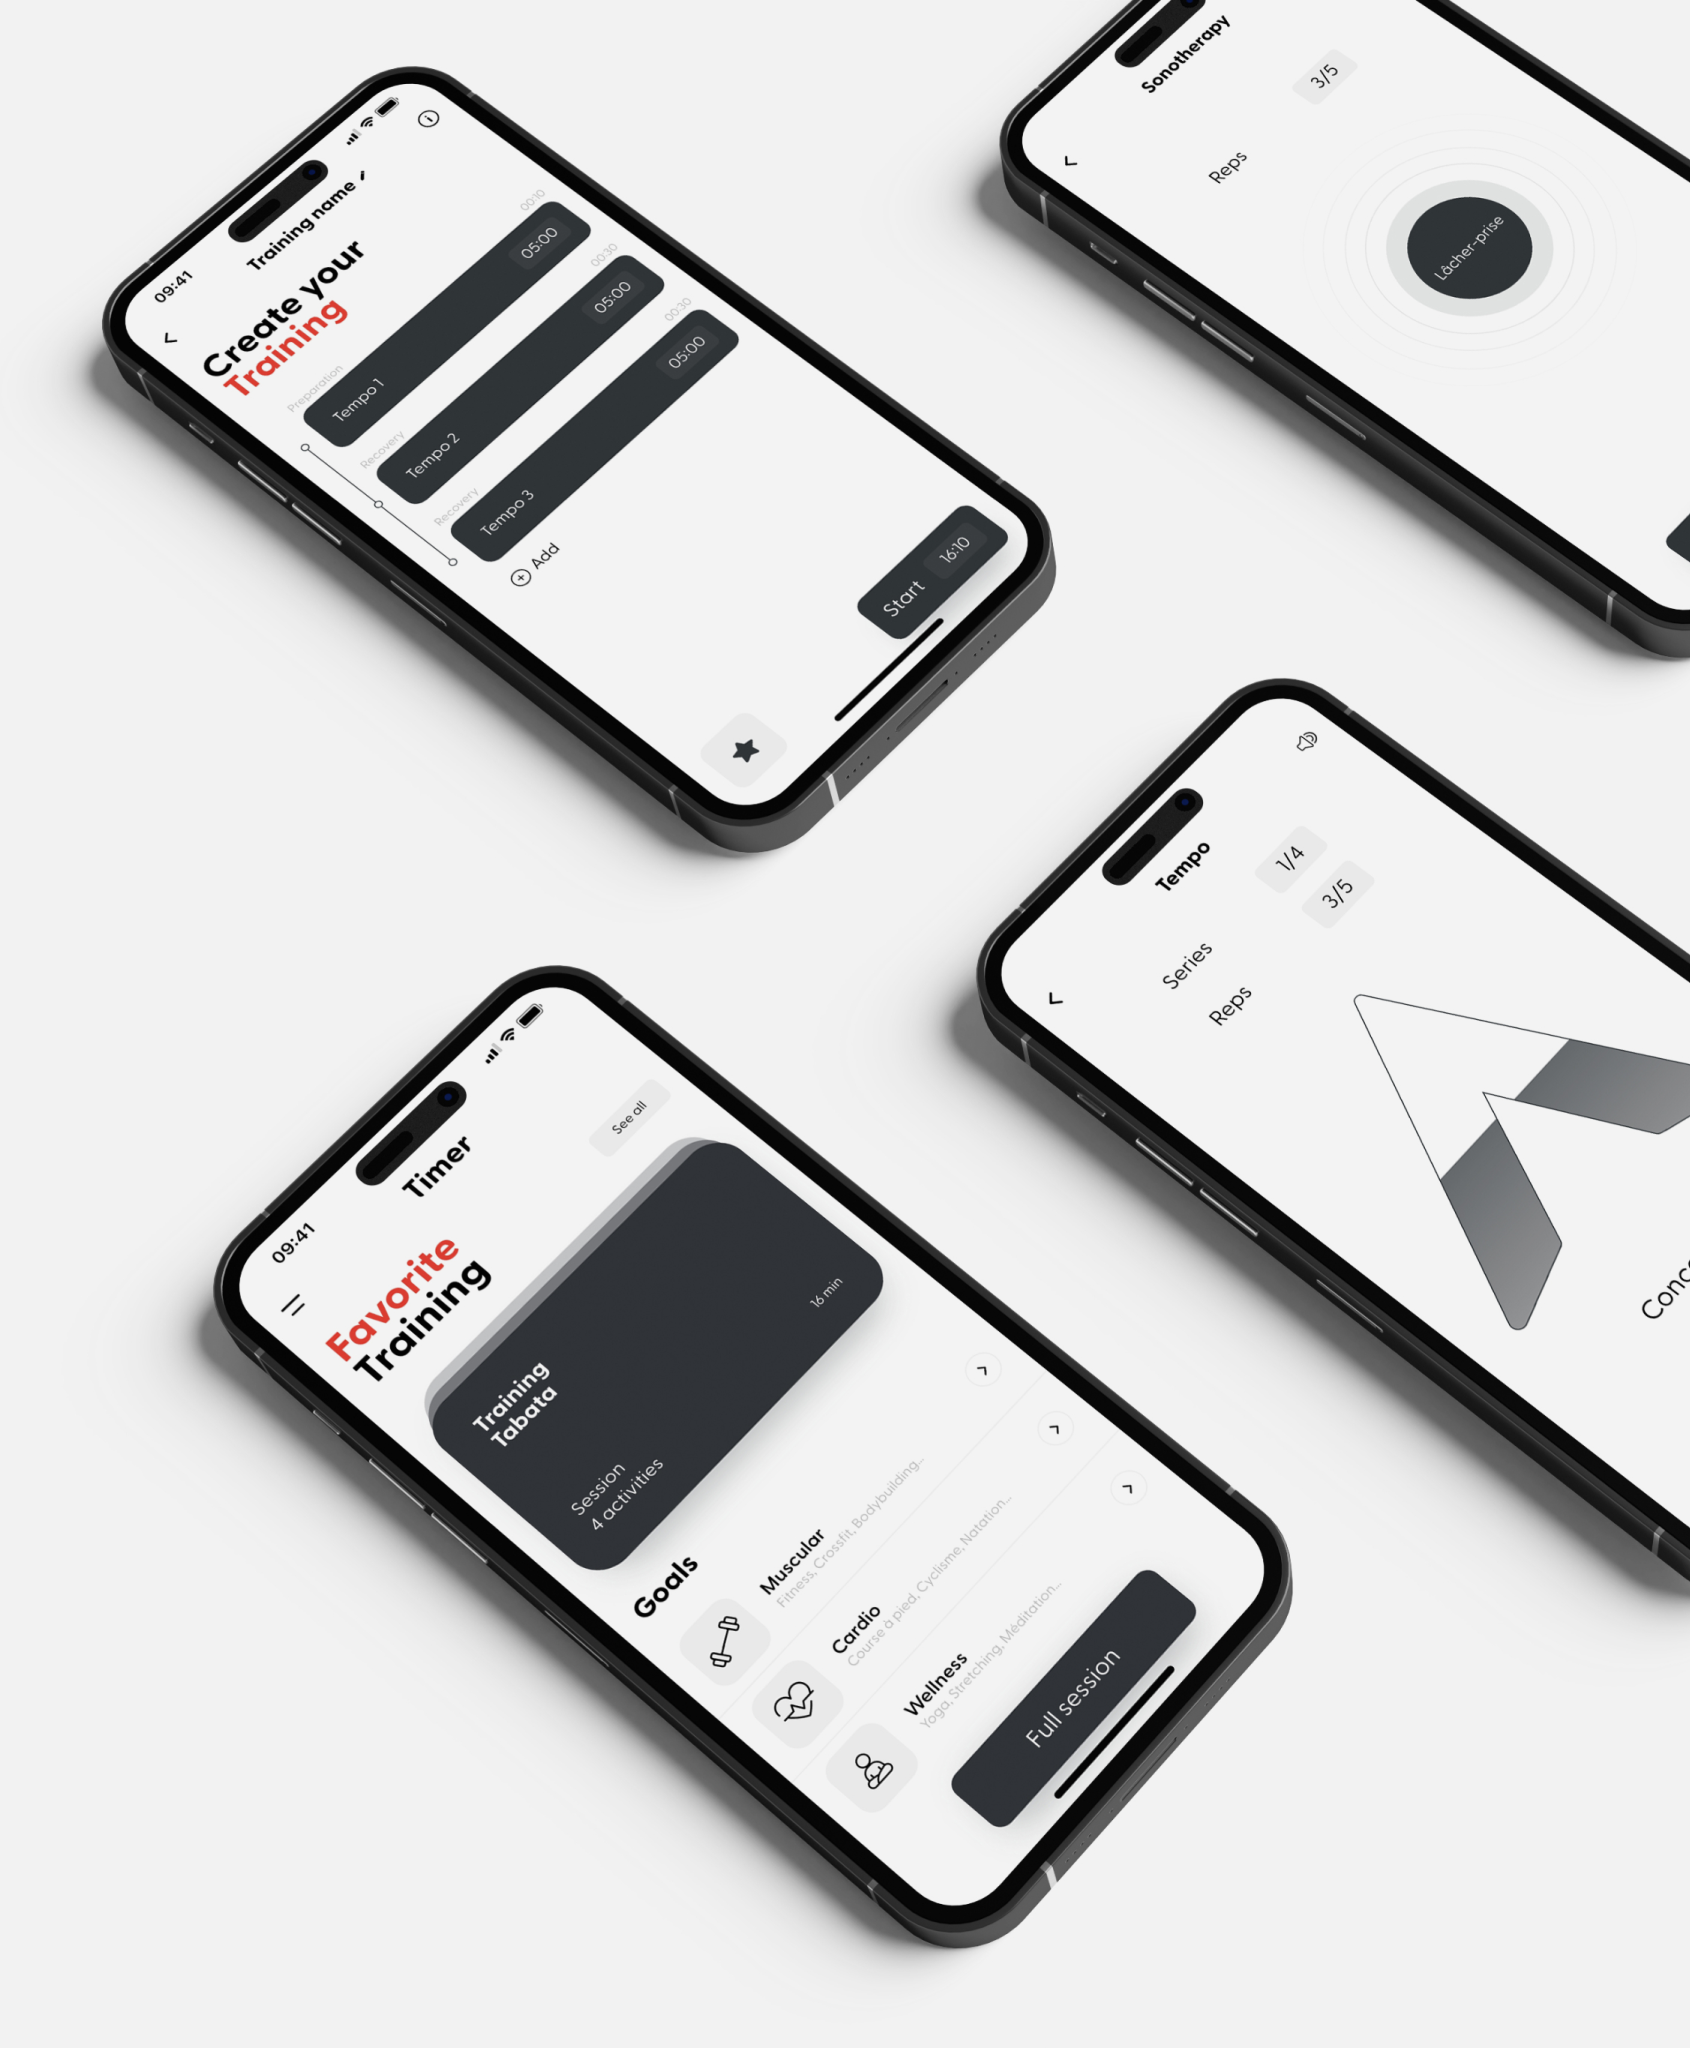 09:41
Training name
Create your
Training
Preparation
00:10
Tempo 1
05:00
Recovery
00:30
Tempo 2
05:00
Recovery
00:30
Tempo 3
05:00
Add
Start
16:10
Sonotherapy
Reps
3/5
Lâcher-prise
Tempo
Series
1/4
Reps
3/5
09:41
Timer
Favorite
Training
See all
Training
Tabata
Session
4 activities
16 min
Goals
Muscular
Fitness, Crossfit, Bodybuilding...
Cardio
Course à pied, Cyclisme, Natation...
Wellness
Yoga, Stretching, Méditation...
Full session